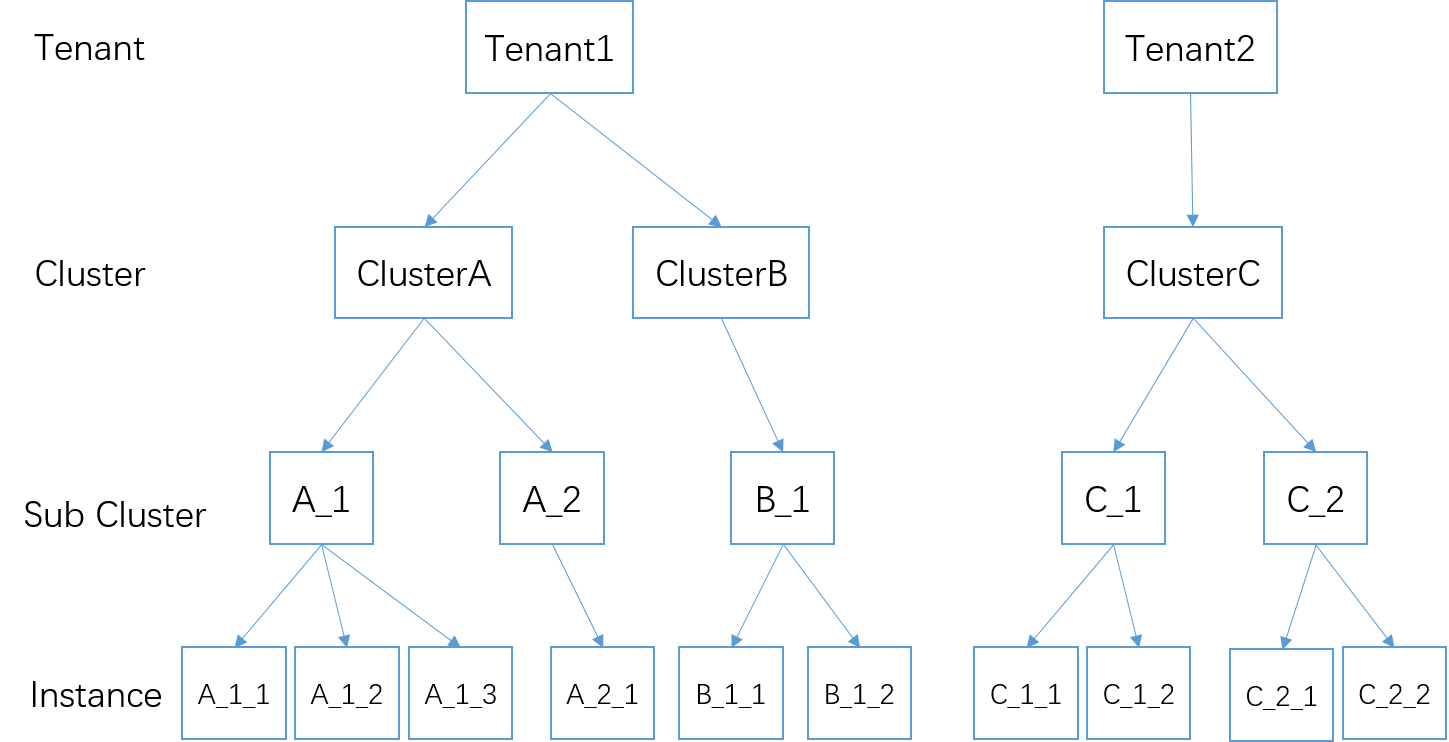 Tenant
Tenant1
Tenant2
Cluster
ClusterA
ClusterB
ClusterC
Sub Cluster
A_1
A_2
B_1
C_1
C_2
Instance
A_1_1
A_1_2
A_1_3
A_2_1
B_1_1
B_1_2
C_1_1
C_1_2
C_2_1
C_2_2